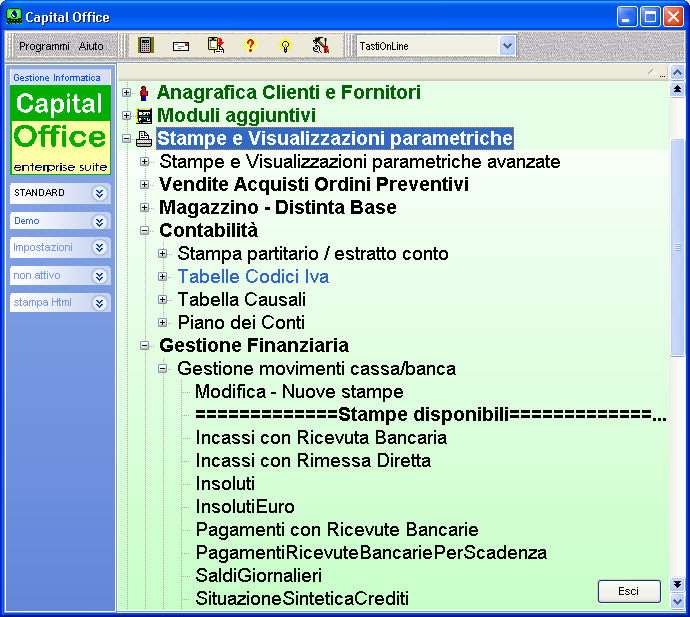 Capital Office
Programmi Aiuto
TastiOnLine
Gestione Informatica
Capital
Office
enterprise suite
STANDARD
Demo
Impostazioni
non attivo
stampa Html
...
Anagrafica Clienti e Fornitori
Moduli aggiuntivi
Stampe e Visualizzazioni parametriche
Stampe e Visualizzazioni parametriche avanzate
Vendite Acquisti Ordini Preventivi
Magazzino - Distinta Base
Contabilità
Stampa partitario / estratto conto
Tabelle Codici Iva
Tabella Causali
Piano dei Conti
Gestione Finanziaria
Gestione movimenti cassa/banca
Modifica - Nuove stampe
=============Stampe disponibili=============...
Incassi con Ricevuta Bancaria
Incassi con Rimessa Diretta
Insoluti
InsolutiEuro
Pagamenti con Ricevute Bancarie
PagamentiRicevuteBancariePerScadenza
SaldiGiornalieri
SituazioneSinteticaCrediti
Esci